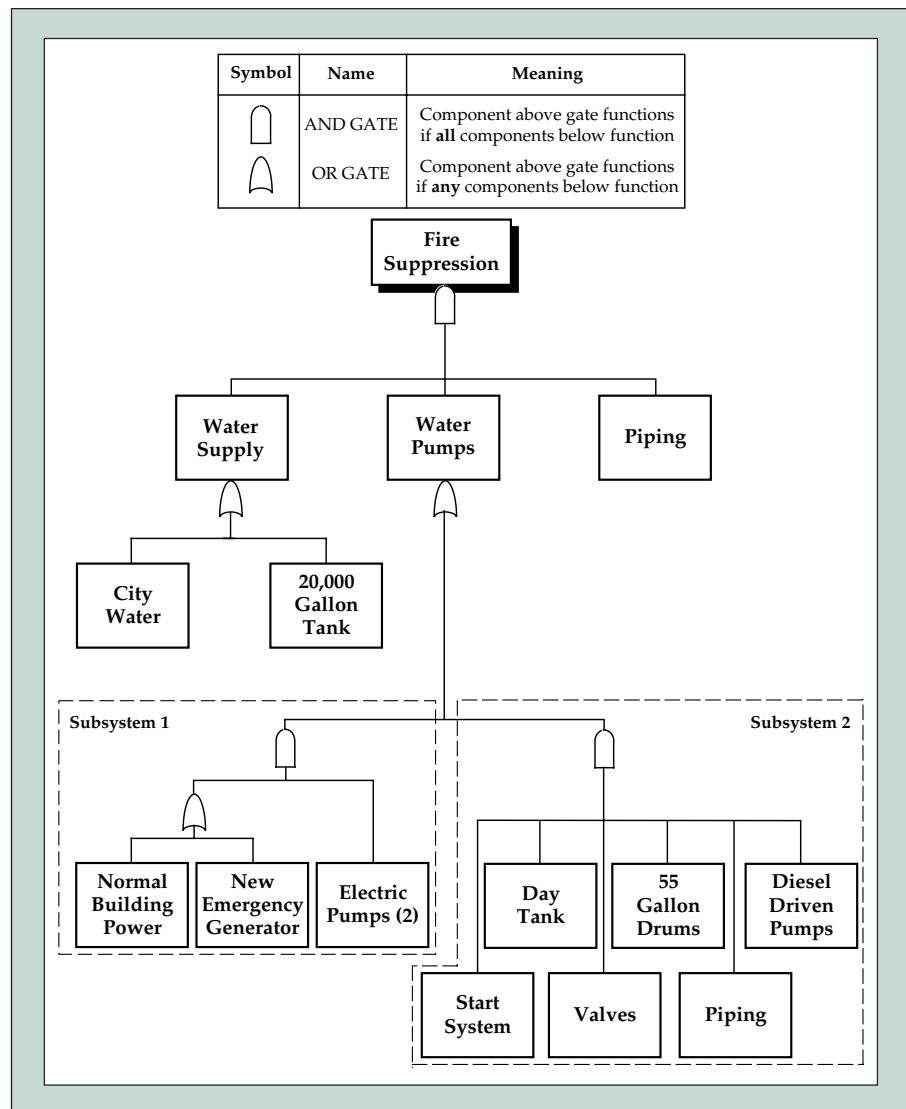 Symbol Name Meaning
AND GATE
Component above gate functions
if all components below function
OR GATE
Component above gate functions
if any components below function
Fire
Suppression
Water
Supply
Water
Pumps
Piping
City
Water
20,000
Gallon
Tank
Subsystem 1
Subsystem 2
Normal
Building
Power
New
Emergency
Generator
Electric
Pumps (2)
Day
Tank
55
Gallon
Drums
Diesel
Driven
Pumps
Start
System
Valves
Piping